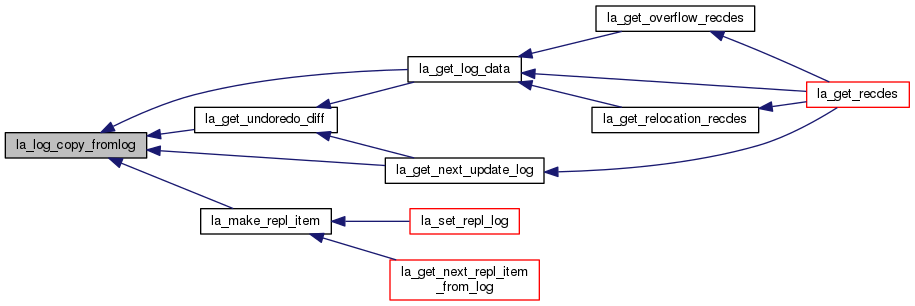 la_get_overflow_recdes
la_get_log_data
la_get_recdes
la_get_undoredo_diff
la_get_relocation_recdes
la_log_copy_fromlog
la_get_next_update_log
la_make_repl_item
la_set_repl_log
la_get_next_repl_item
_from_log